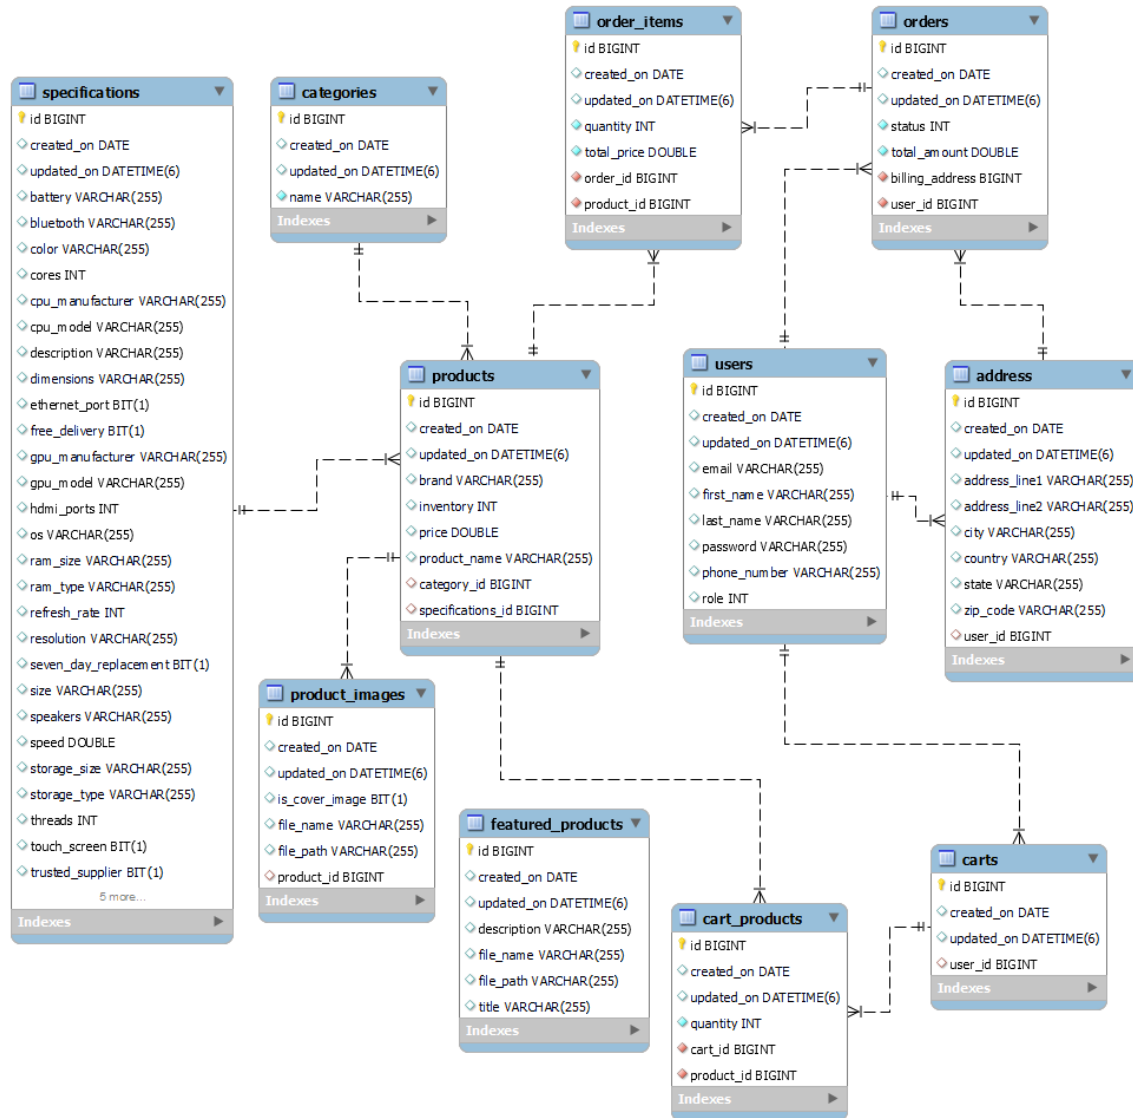 specifications
id BIGINT
created_on DATE
updated_on DATETIME(6)
battery VARCHAR(255)
bluetooth VARCHAR(255)
color VARCHAR(255)
cores INT
cpu_manufacturer VARCHAR(255)
cpu_model VARCHAR(255)
description VARCHAR(255)
dimensions VARCHAR(255)
ethernet_port BIT(1)
free_delivery BIT(1)
gpu_manufacturer VARCHAR(255)
gpu_model VARCHAR(255)
hdmi_ports INT
os VARCHAR(255)
ram_size VARCHAR(255)
ram_type VARCHAR(255)
refresh_rate INT
resolution VARCHAR(255)
seven_day_replacement BIT(1)
size VARCHAR(255)
speakers VARCHAR(255)
speed DOUBLE
storage_size VARCHAR(255)
storage_type VARCHAR(255)
threads INT
touch_screen BIT(1)
trusted_supplier BIT(1)
5 more...
Indexes
categories
id BIGINT
created_on DATE
updated_on DATETIME(6)
name VARCHAR(255)
Indexes
order_items
id BIGINT
created_on DATE
updated_on DATETIME(6)
quantity INT
total_price DOUBLE
order_id BIGINT
product_id BIGINT
Indexes
orders
id BIGINT
created_on DATE
updated_on DATETIME(6)
status INT
total_amount DOUBLE
billing_address BIGINT
user_id BIGINT
Indexes
products
id BIGINT
created_on DATE
updated_on DATETIME(6)
brand VARCHAR(255)
inventory INT
price DOUBLE
product_name VARCHAR(255)
category_id BIGINT
specifications_id BIGINT
Indexes
users
id BIGINT
created_on DATE
updated_on DATETIME(6)
email VARCHAR(255)
first_name VARCHAR(255)
last_name VARCHAR(255)
password VARCHAR(255)
phone_number VARCHAR(255)
role INT
Indexes
address
id BIGINT
created_on DATE
updated_on DATETIME(6)
address_line1 VARCHAR(255)
address_line2 VARCHAR(255)
city VARCHAR(255)
country VARCHAR(255)
state VARCHAR(255)
zip_code VARCHAR(255)
user_id BIGINT
Indexes
product_images
id BIGINT
created_on DATE
updated_on DATETIME(6)
is_cover_image BIT(1)
file_name VARCHAR(255)
file_path VARCHAR(255)
product_id BIGINT
Indexes
featured_products
id BIGINT
created_on DATE
updated_on DATETIME(6)
description VARCHAR(255)
file_name VARCHAR(255)
file_path VARCHAR(255)
title VARCHAR(255)
Indexes
cart_products
id BIGINT
created_on DATE
updated_on DATETIME(6)
quantity INT
cart_id BIGINT
product_id BIGINT
Indexes
carts
id BIGINT
created_on DATE
updated_on DATETIME(6)
user_id BIGINT
Indexes